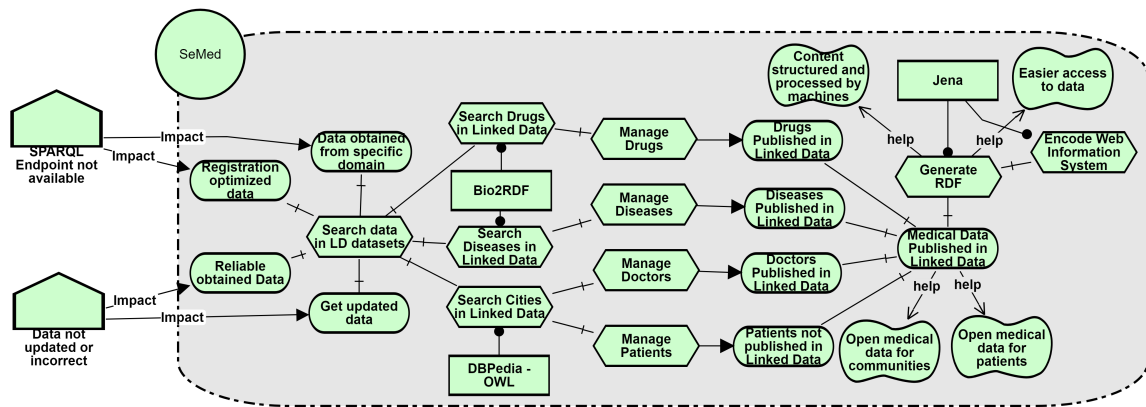 SeMed
SPARQL
Endpoint not
available
Data not
updated or
incorrect
Impact
Impact
Impact
Impact
Data obtained
from specific
domain
Registration
optimized
data
Search data
in LD datasets
Reliable
obtained Data
Get updated
data
Search Drugs
in Linked Data
Bio2RDF
Search
Diseases in
Linked Data
Search Cities
in Linked Data
DBPedia -
OWL
Manage
Drugs
Manage
Diseases
Manage
Doctors
Manage
Patients
Drugs
Published in
Linked Data
Diseases
Published in
Linked Data
Doctors
Published in
Linked Data
Patients not
published in
Linked Data
Content
structured and
processed by
machines
Jena
Easier access
to data
help
help
Encode Web
Information
System
Generate
RDF
Medical Data
Published in
Linked Data
help
help
Open medical
data for
communities
Open medical
data for
patients